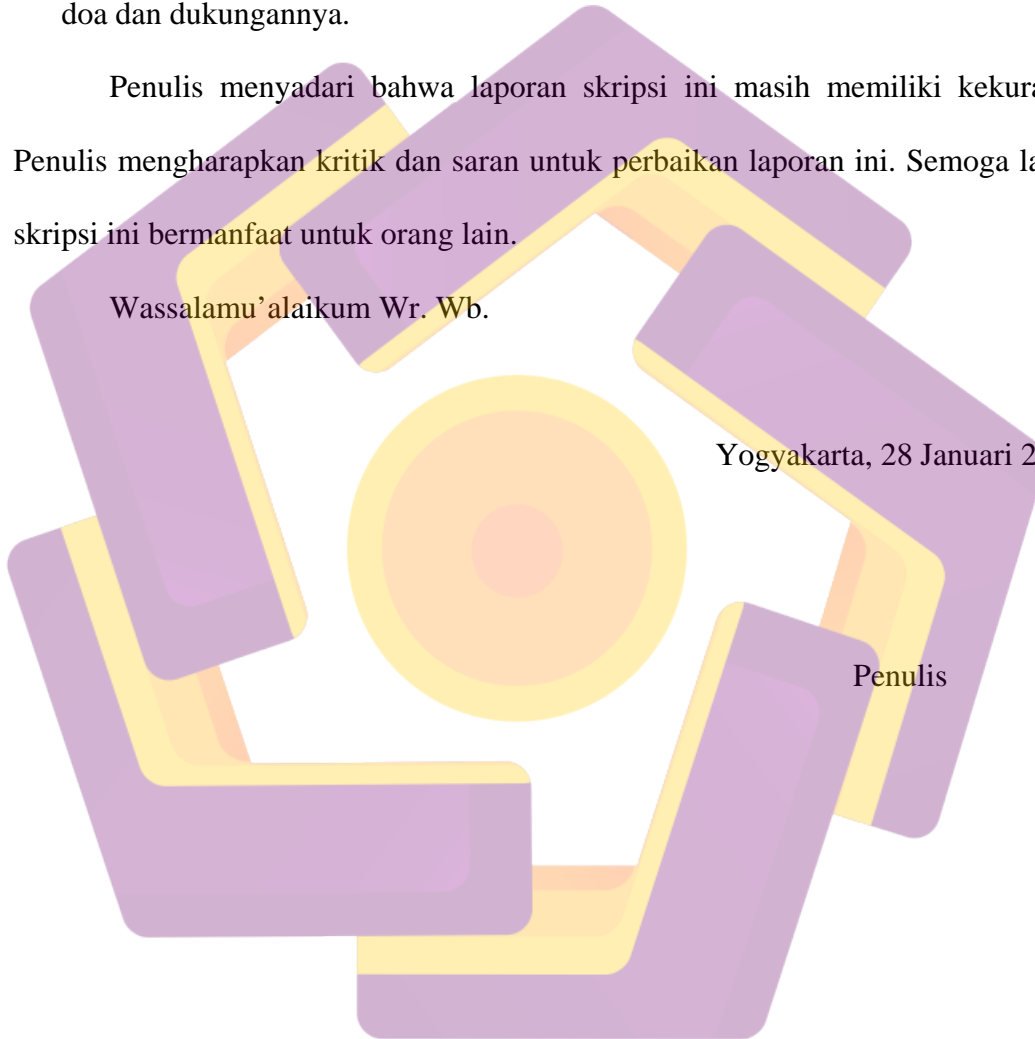 doa dan dukungannya.
Penulis menyadari bahwa laporan skripsi ini masih memiliki
Penulis mengharapkan kritik dan saran untuk perbaikan laporan ini. Semoga
skripsi ini bermanfaat untuk orang lain.
Wassalamu’alaikum Wr. Wb.
Yogyakarta, 28 Januari
Penulis